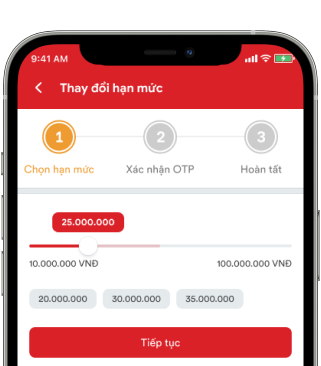 9:41 AM
Thay đổi hạn mức
1
2
3
Chọn hạn mức
Xác nhận OTP
Hoàn tất
25.000.000
10.000.000 VNĐ
100.000.000 VNĐ
20.000.000
30.000.000
35.000.000
Tiếp tục